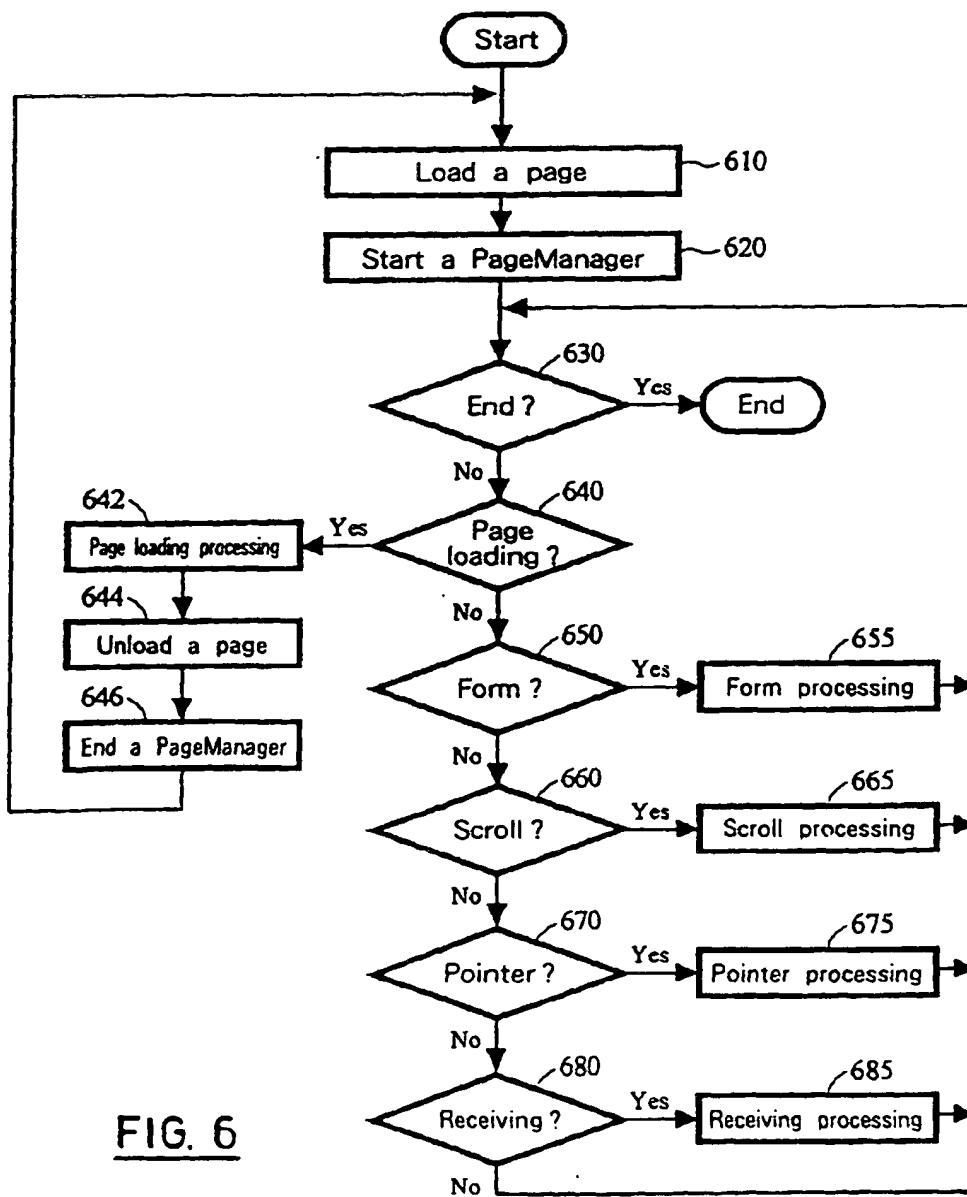 Start
Load a page
610
Start a PageManager
620
630
End ?
Yes
End
No
640
Page
loading ?
Yes
642
Page loading processing
644
Unload a page
646
End a PageManager
No
650
Form ?
Yes
655
Form processing
No
660
Scroll ?
Yes
665
Scroll processing
No
670
Pointer ?
Yes
675
Pointer processing
No
680
Receiving ?
Yes
685
Receiving processing
No
FIG. 6